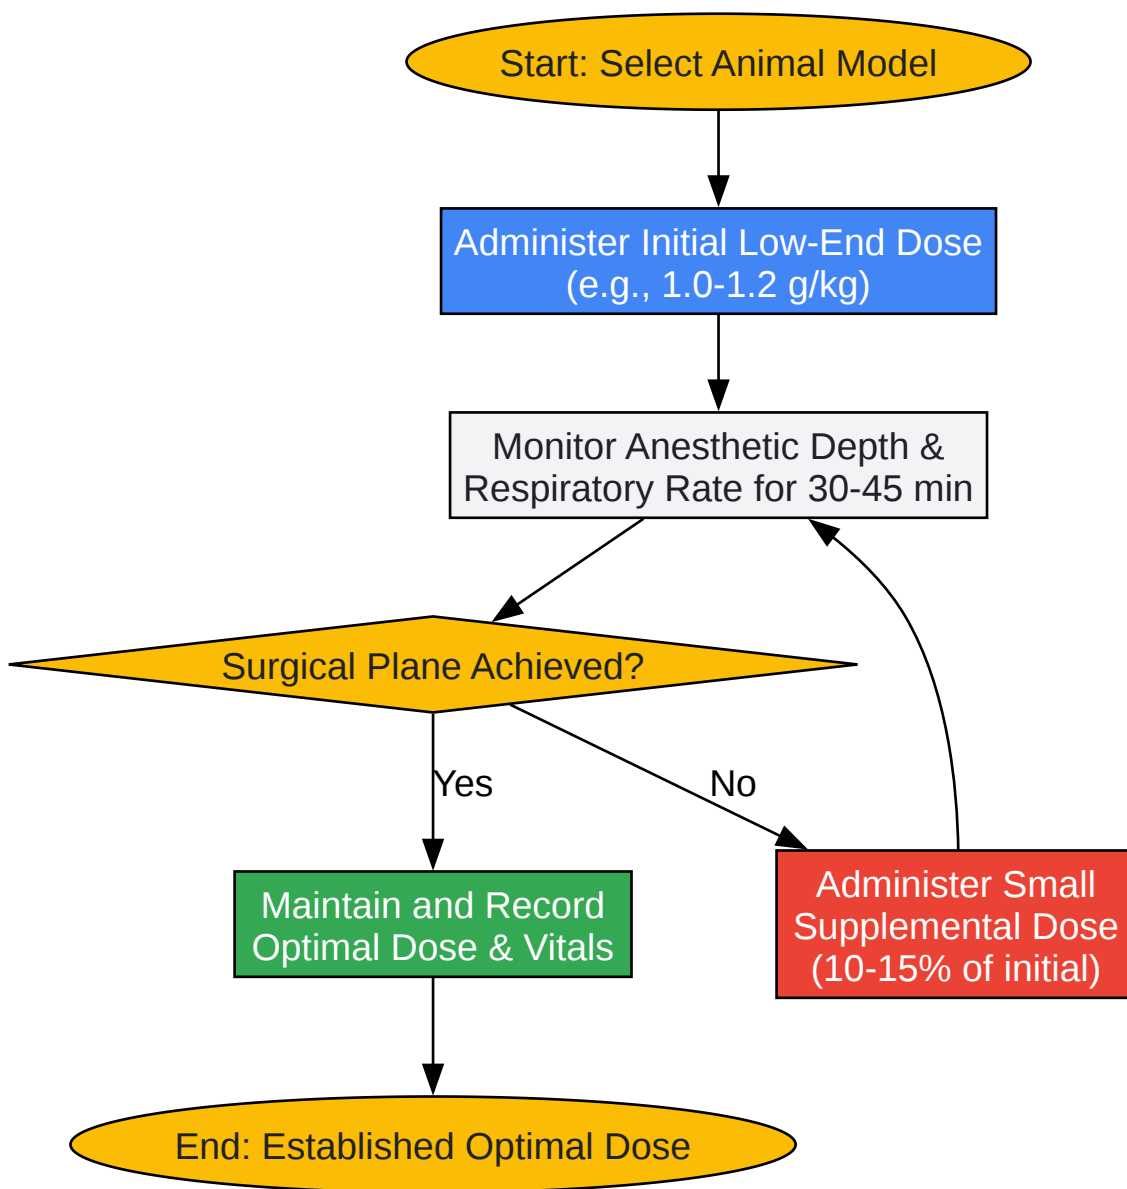 Start: Select Animal Model
Administer Initial Low-End Dose
(e.g., 1.0-1.2 g/kg)
Monitor Anesthetic Depth &
Respiratory Rate for 30-45 min
Surgical Plane Achieved?
Yes
No
Maintain and Record
Optimal Dose & Vitals
Administer Small
Supplemental Dose
(10-15% of initial)
End: Established Optimal Dose